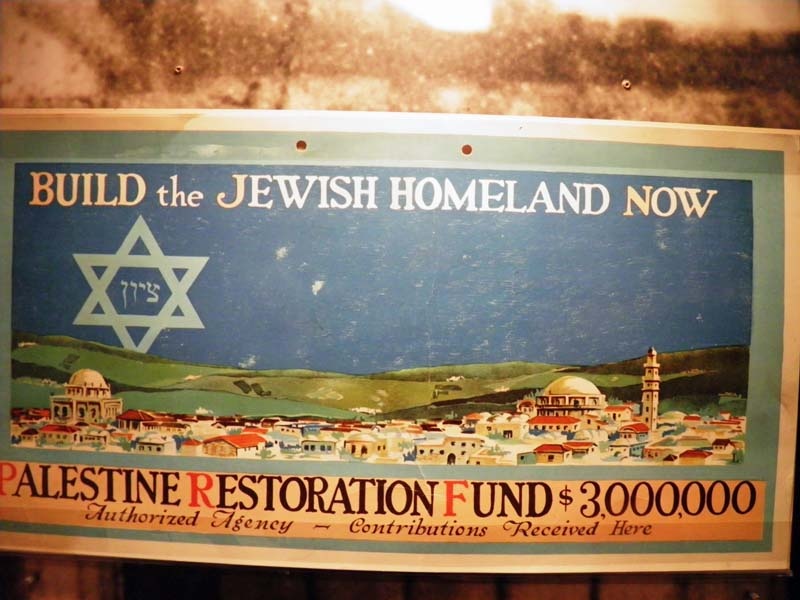 BUILD the JEWISH HOMELAND NOW
ציון
PALESTINE RESTORATION FUND $3,000,000
Authorized Agency – Contributions Received Here